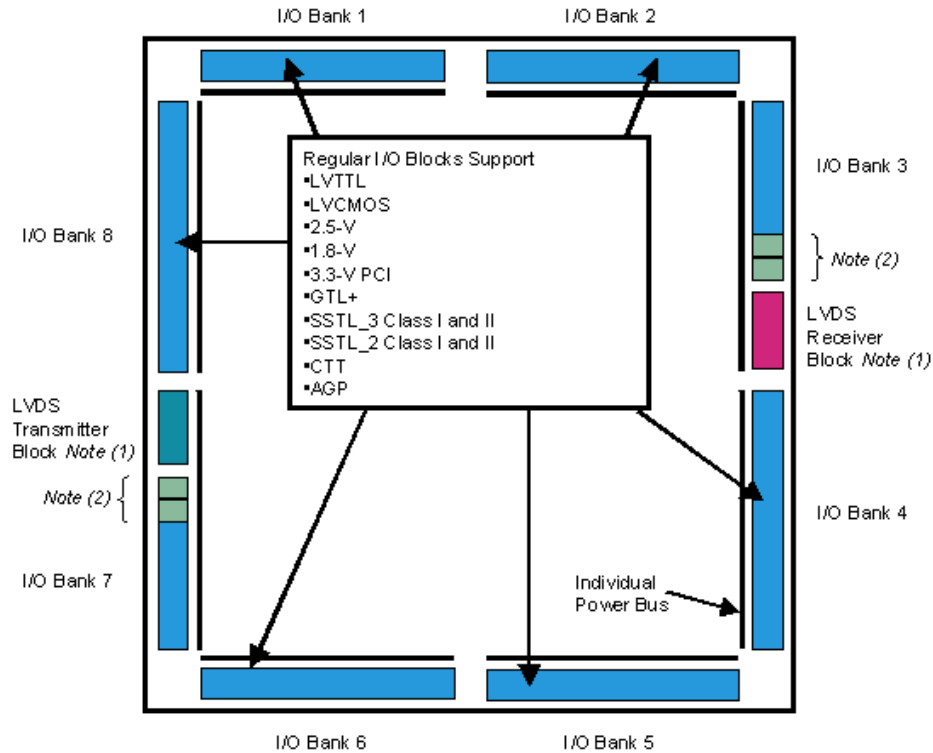 I/O Bank 1
I/O Bank 2
Regular I/O Blocks Support
▪LVTTL
▪LVCMOS
▪2.5-V
▪1.8-V
▪3.3-V PCI
▪GTL+
▪SSTL_3 Class I and II
▪SSTL_2 Class I and II
▪CTT
▪AGP
I/O Bank 3
Note (2)
LVDS
Receiver
Block Note (1)
I/O Bank 8
LVDS
Transmitter
Block Note (1)
Note (2)
I/O Bank 7
I/O Bank 4
Individual
Power Bus
I/O Bank 6
I/O Bank 5